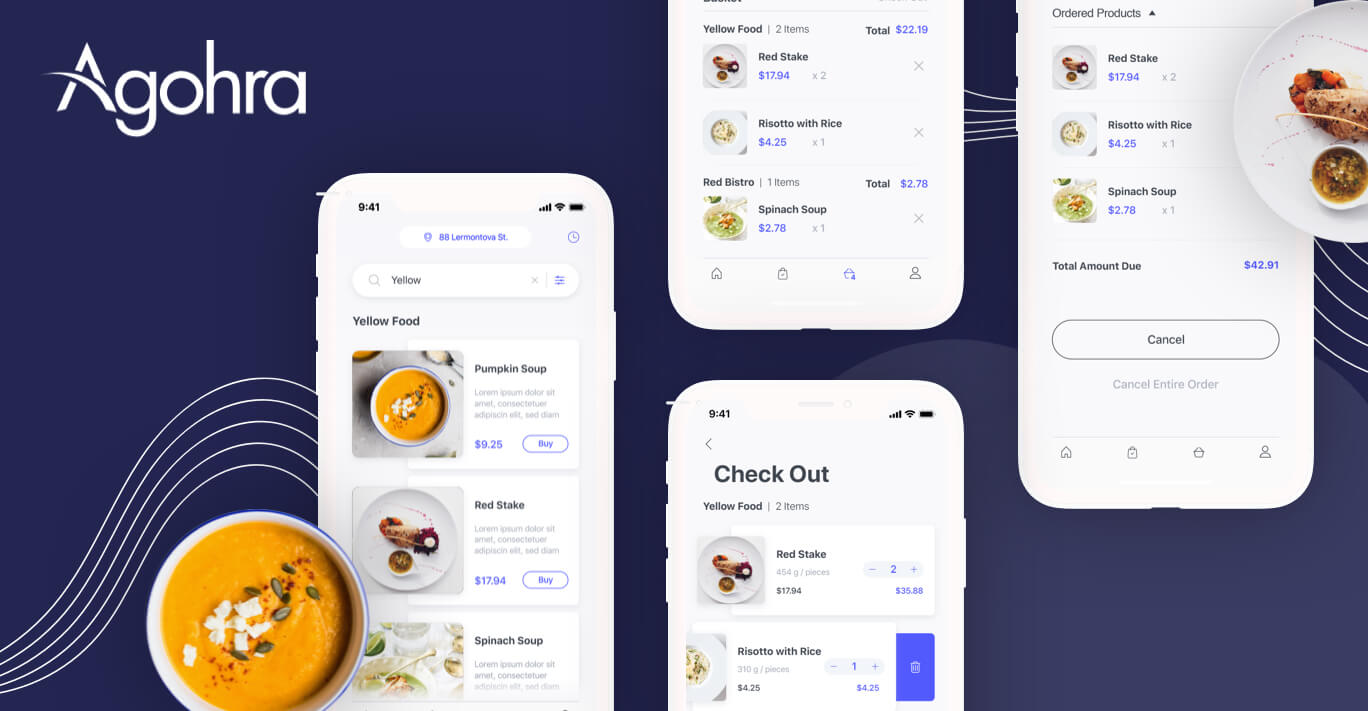 Agohra
9:41
88 Lermontova St.
Yellow
Yellow Food
Pumpkin Soup
Lorem ipsum dolor sit
amet, consectetuer
adipiscin elit, sed diam
$9.25
Buy
Red Stake
Lorem ipsum dolor sit
amet, consectetuer
adipiscin elit, sed diam
$17.94
Buy
Spinach Soup
Lorem ipsum dolor sit
amet, consectetuer
adipiscin elit, sed diam
Yellow Food | 2 Items
Total $22.19
Red Stake
$17.94 x 2
Risotto with Rice
$4.25 x 1
Red Bistro | 1 Items
Total $2.78
Spinach Soup
$2.78 x 1
4
9:41
Check Out
Yellow Food | 2 Items
Red Stake
454 g / pieces
− 2 +
$17.94
$35.88
Risotto with Rice
310 g / pieces
− 1 +
$4.25
$4.25
Ordered Products
Red Stake
$17.94 x 2
Risotto with Rice
$4.25 x 1
Spinach Soup
$2.78 x 1
Total Amount Due $42.91
Cancel
Cancel Entire Order